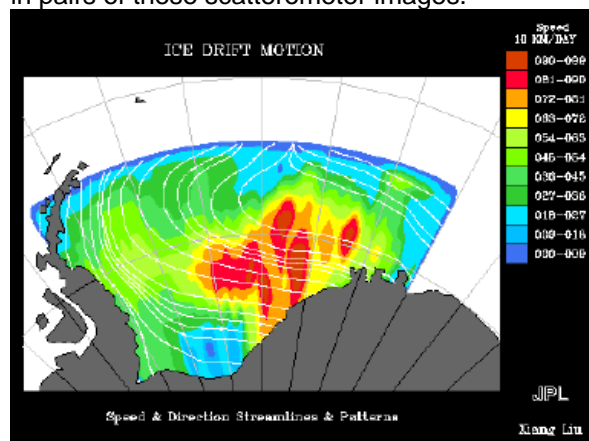 in pairs of these scatterometer images.
ICE DRIFT MOTION
Speed
10 KM/DAY
090-099
081-090
072-081
063-072
054-063
045-054
036-045
027-036
018-027
009-018
000-009
JPL
Speed & Direction Streamlines & Patterns
Xiang Liu